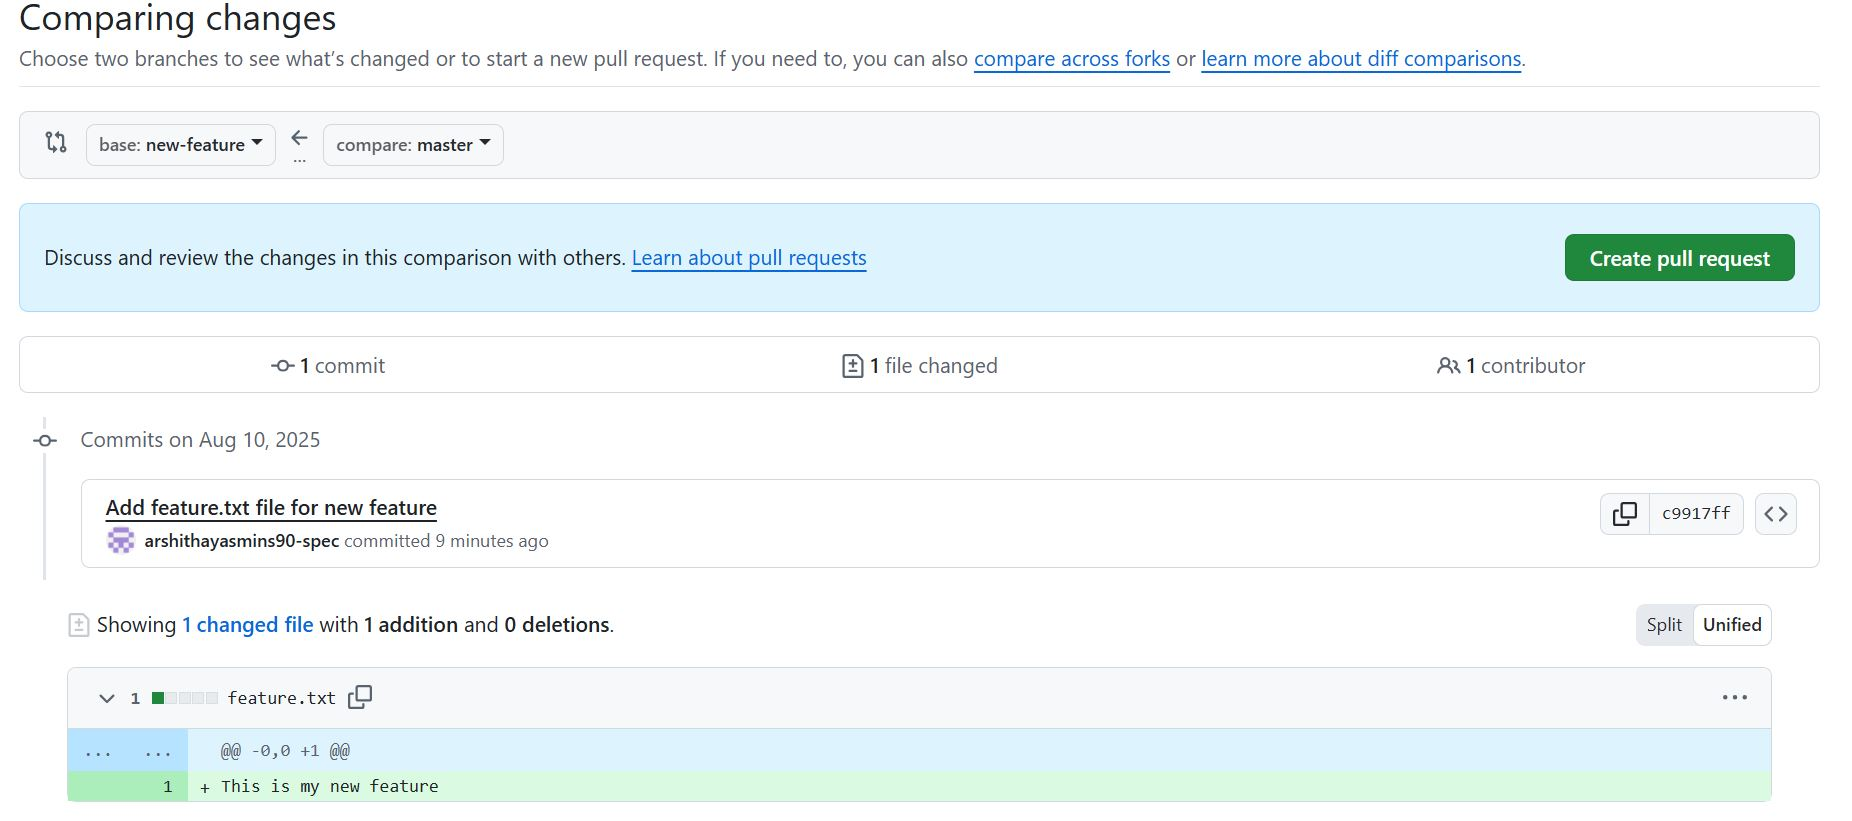 Comparing changes
Choose two branches to see what's changed or to start a new pull request. If you need to, you can also compare across forks or learn more about diff comparisons.
base: new-feature ... compare: master
Discuss and review the changes in this comparison with others. Learn about pull requests Create pull request
1 commit 1 file changed 1 contributor
Commits on Aug 10, 2025
Add feature.txt file for new feature c9917ff
arshithayasmins90-spec committed 9 minutes ago
Showing 1 changed file with 1 addition and 0 deletions. Split Unified
1 feature.txt ...
... ... @@ -0,0 +1 @@
1 + This is my new feature